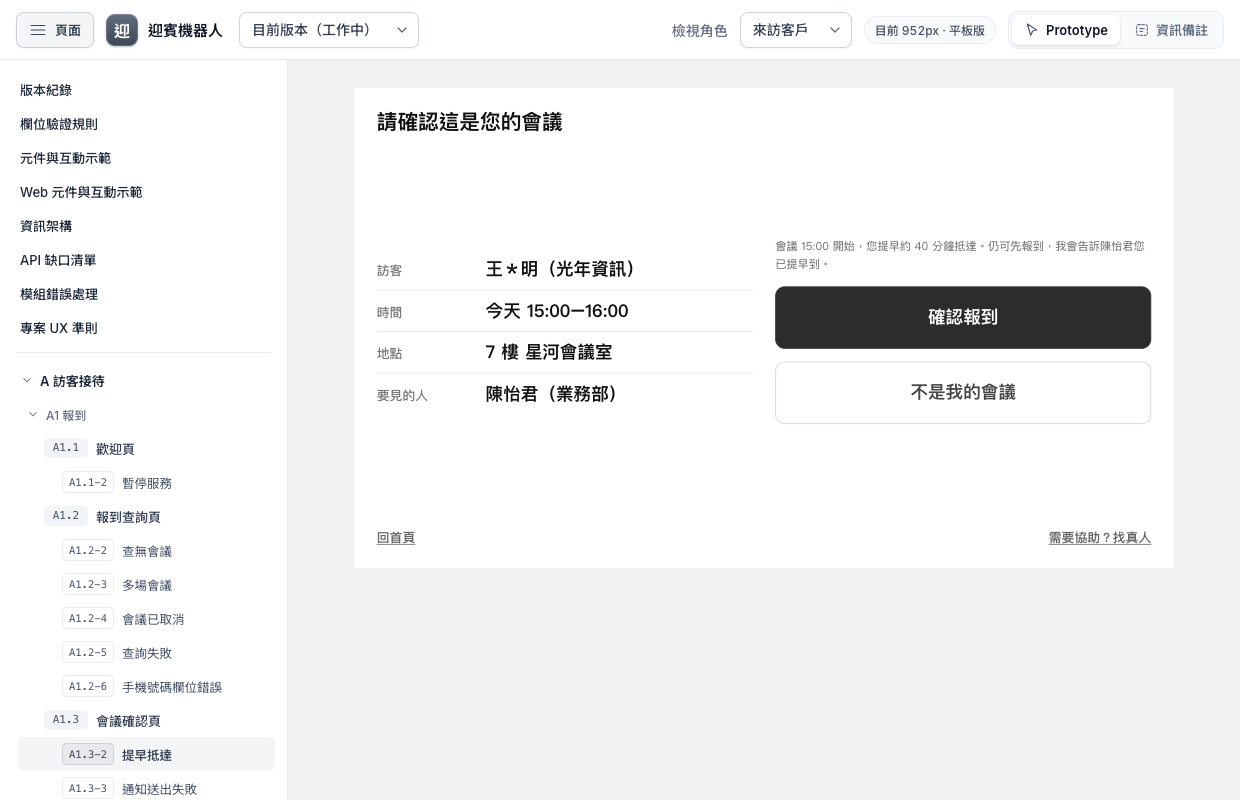 頁面
迎
迎賓機器人
目前版本（工作中）
檢視角色
來訪客戶
目前 952px · 平板版
Prototype
資訊備註
版本紀錄
欄位驗證規則
元件與互動示範
Web 元件與互動示範
資訊架構
API 缺口清單
模組錯誤處理
專案 UX 準則
A 訪客接待
A1 報到
A1.1 歡迎頁
A1.1-2 暫停服務
A1.2 報到查詢頁
A1.2-2 查無會議
A1.2-3 多場會議
A1.2-4 會議已取消
A1.2-5 查詢失敗
A1.2-6 手機號碼欄位錯誤
A1.3 會議確認頁
A1.3-2 提早抵達
A1.3-3 通知送出失敗
請確認這是您的會議
訪客 王＊明（光年資訊）
時間 今天 15:00–16:00
地點 7 樓 星河會議室
要見的人 陳怡君（業務部）
會議 15:00 開始，您提早約 40 分鐘抵達。仍可先報到，我會告訴陳怡君您
已提早到。
確認報到
不是我的會議
回首頁
需要協助？找真人